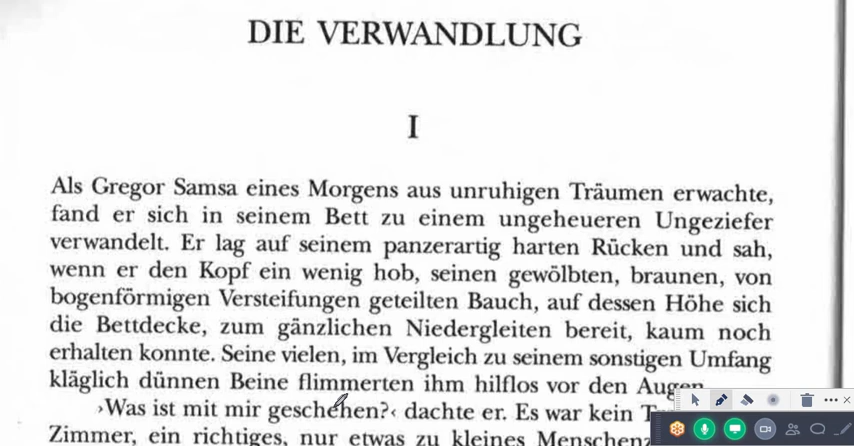 DIE VERWANDLUNG
I
Als Gregor Samsa eines Morgens aus unruhigen Träumen erwachte,
fand er sich in seinem Bett zu einem ungeheueren Ungeziefer
verwandelt. Er lag auf seinem panzerartig harten Rücken und sah,
wenn er den Kopf ein wenig hob, seinen gewölbten, braunen, von
bogenförmigen Versteifungen geteilten Bauch, auf dessen Höhe sich
die Bettdecke, zum gänzlichen Niedergleiten bereit, kaum noch
erhalten konnte. Seine vielen, im Vergleich zu seinem sonstigen Umfang
kläglich dünnen Beine flimmerten ihm hilflos vor den Augen.
›Was ist mit mir geschehen?‹ dachte er. Es war kein
Zimmer, ein richtiges, nur etwas zu kleines